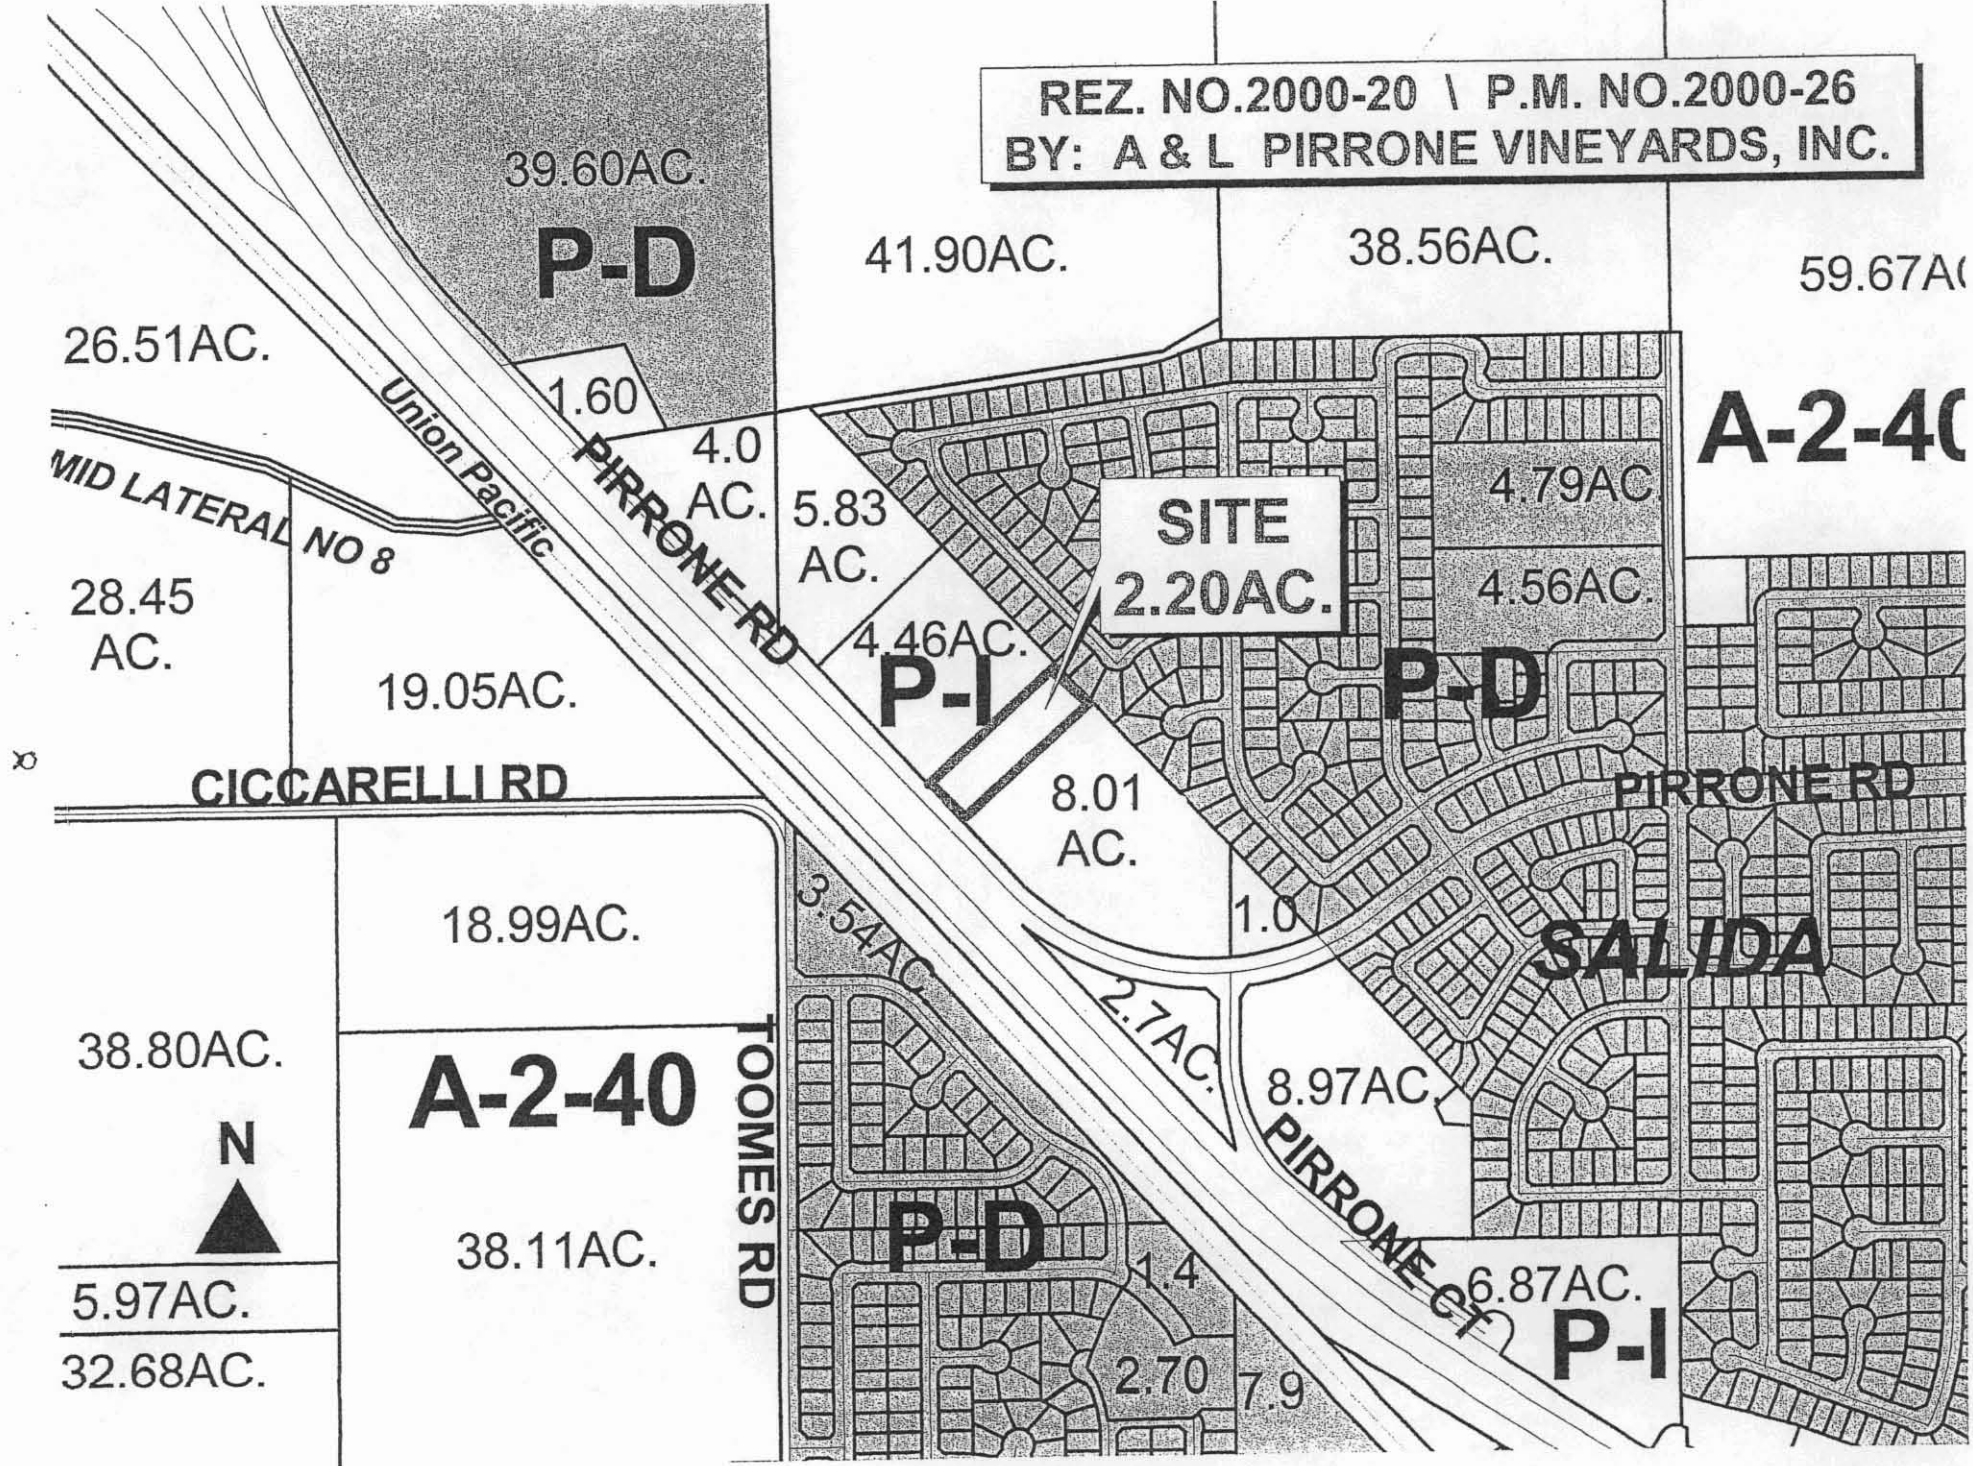 REZ. NO.2000-20 \ P.M. NO.2000-26
BY: A & L PIRRONE VINEYARDS, INC.
39.60AC.
P-D
41.90AC.
38.56AC.
59.67A
26.51AC.
1.60
Union Pacific
A-2-40
MID LATERAL NO 8
4.0
AC.
PIRRONE RD
5.83
AC.
SITE
2.20AC.
4.79AC.
4.56AC.
28.45
AC.
19.05AC.
4.46AC.
P-I
P-D
CICCARELLI RD
8.01
AC.
PIRRONE RD
18.99AC.
3.54AC.
1.0
SALIDA
38.80AC.
A-2-40
TOOMES RD
2.7AC.
8.97AC.
N
PIRRONE CT
38.11AC.
P-D
1.4
6.87AC.
P-I
5.97AC.
32.68AC.
2.70
7.9